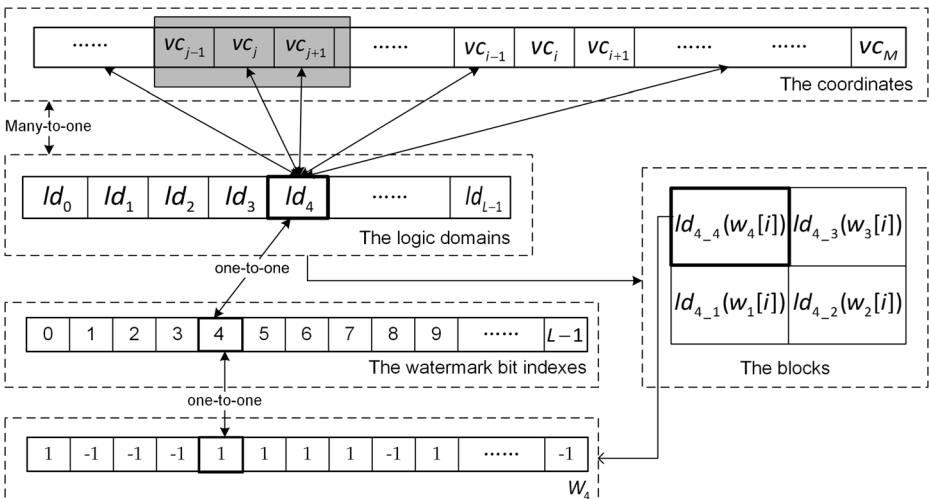 …… vc_{j-1} vc_j vc_{j+1} …… vc_{i-1} vc_i vc_{i+1} …… …… vc_M
The coordinates
Many-to-one
ld_0 ld_1 ld_2 ld_3 ld_4 …… ld_{L-1}
The logic domains
ld_{4_4}(w_4[i]) ld_{4_3}(w_3[i])
ld_{4_1}(w_1[i]) ld_{4_2}(w_2[i])
The blocks
one-to-one
0 1 2 3 4 5 6 7 8 9 …… L-1
The watermark bit indexes
one-to-one
1 -1 -1 -1 1 1 1 1 -1 1 …… -1
W_4